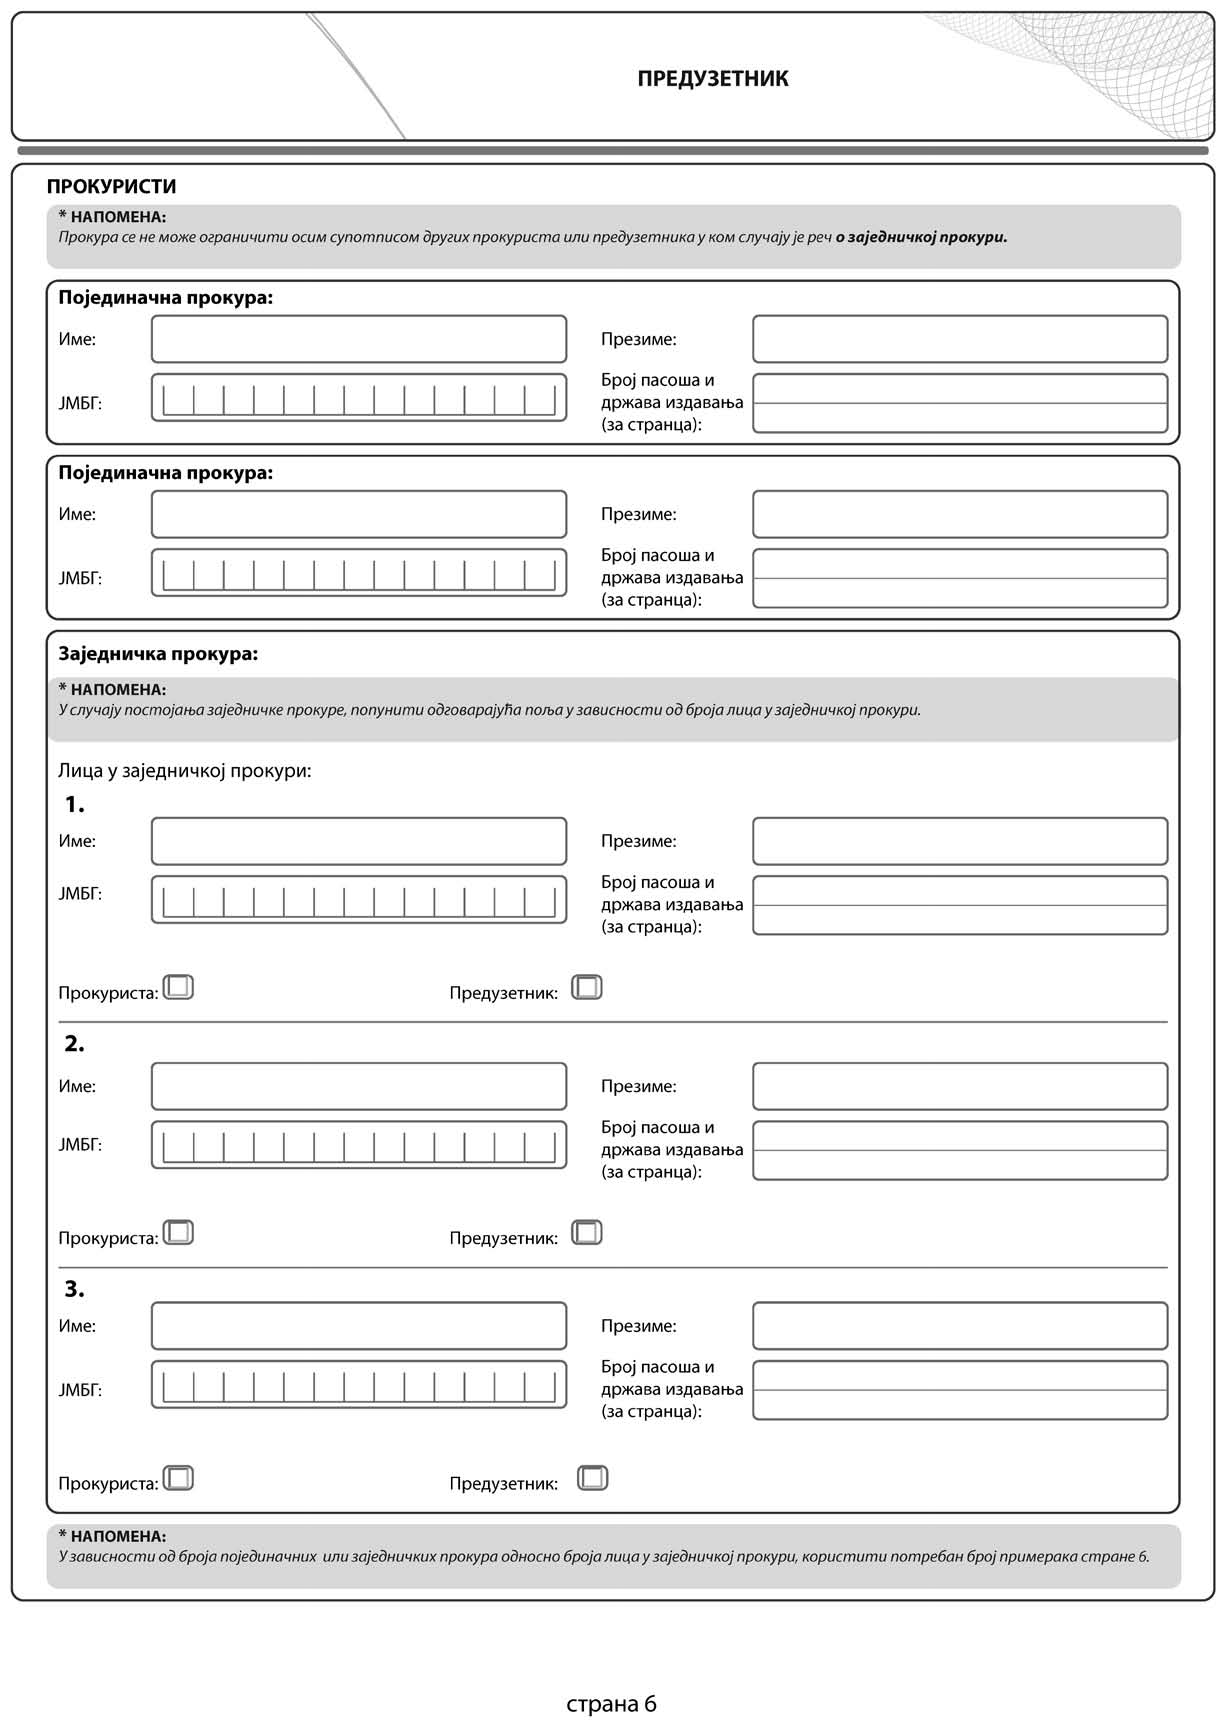 ПРЕДУЗЕТНИК
ПРОКУРИСТИ
* НАПОМЕНА:
Прокура се не може ограничити осим супотписом других прокуриста или предузетника у ком случају је реч о заједничкој прокури.
Појединачна прокура:
Име:
Презиме:
ЈМБГ:
Број пасоша и
држава издавања
(за странца):
Појединачна прокура:
Име:
Презиме:
ЈМБГ:
Број пасоша и
држава издавања
(за странца):
Заједничка прокура:
* НАПОМЕНА:
У случају постојања заједничке прокуре, попунити одговарајућа поља у зависности од броја лица у заједничкој прокури.
Лица у заједничкој прокури:
1.
Име:
Презиме:
ЈМБГ:
Број пасоша и
држава издавања
(за странца):
Прокуриста:
Предузетник:
2.
Име:
Презиме:
ЈМБГ:
Број пасоша и
држава издавања
(за странца):
Прокуриста:
Предузетник:
3.
Име:
Презиме:
ЈМБГ:
Број пасоша и
држава издавања
(за странца):
Прокуриста:
Предузетник:
* НАПОМЕНА:
У зависности од броја појединачних или заједничких прокура односно броја лица у заједничкој прокури, користити потребан број примерака стране 6.
страна 6